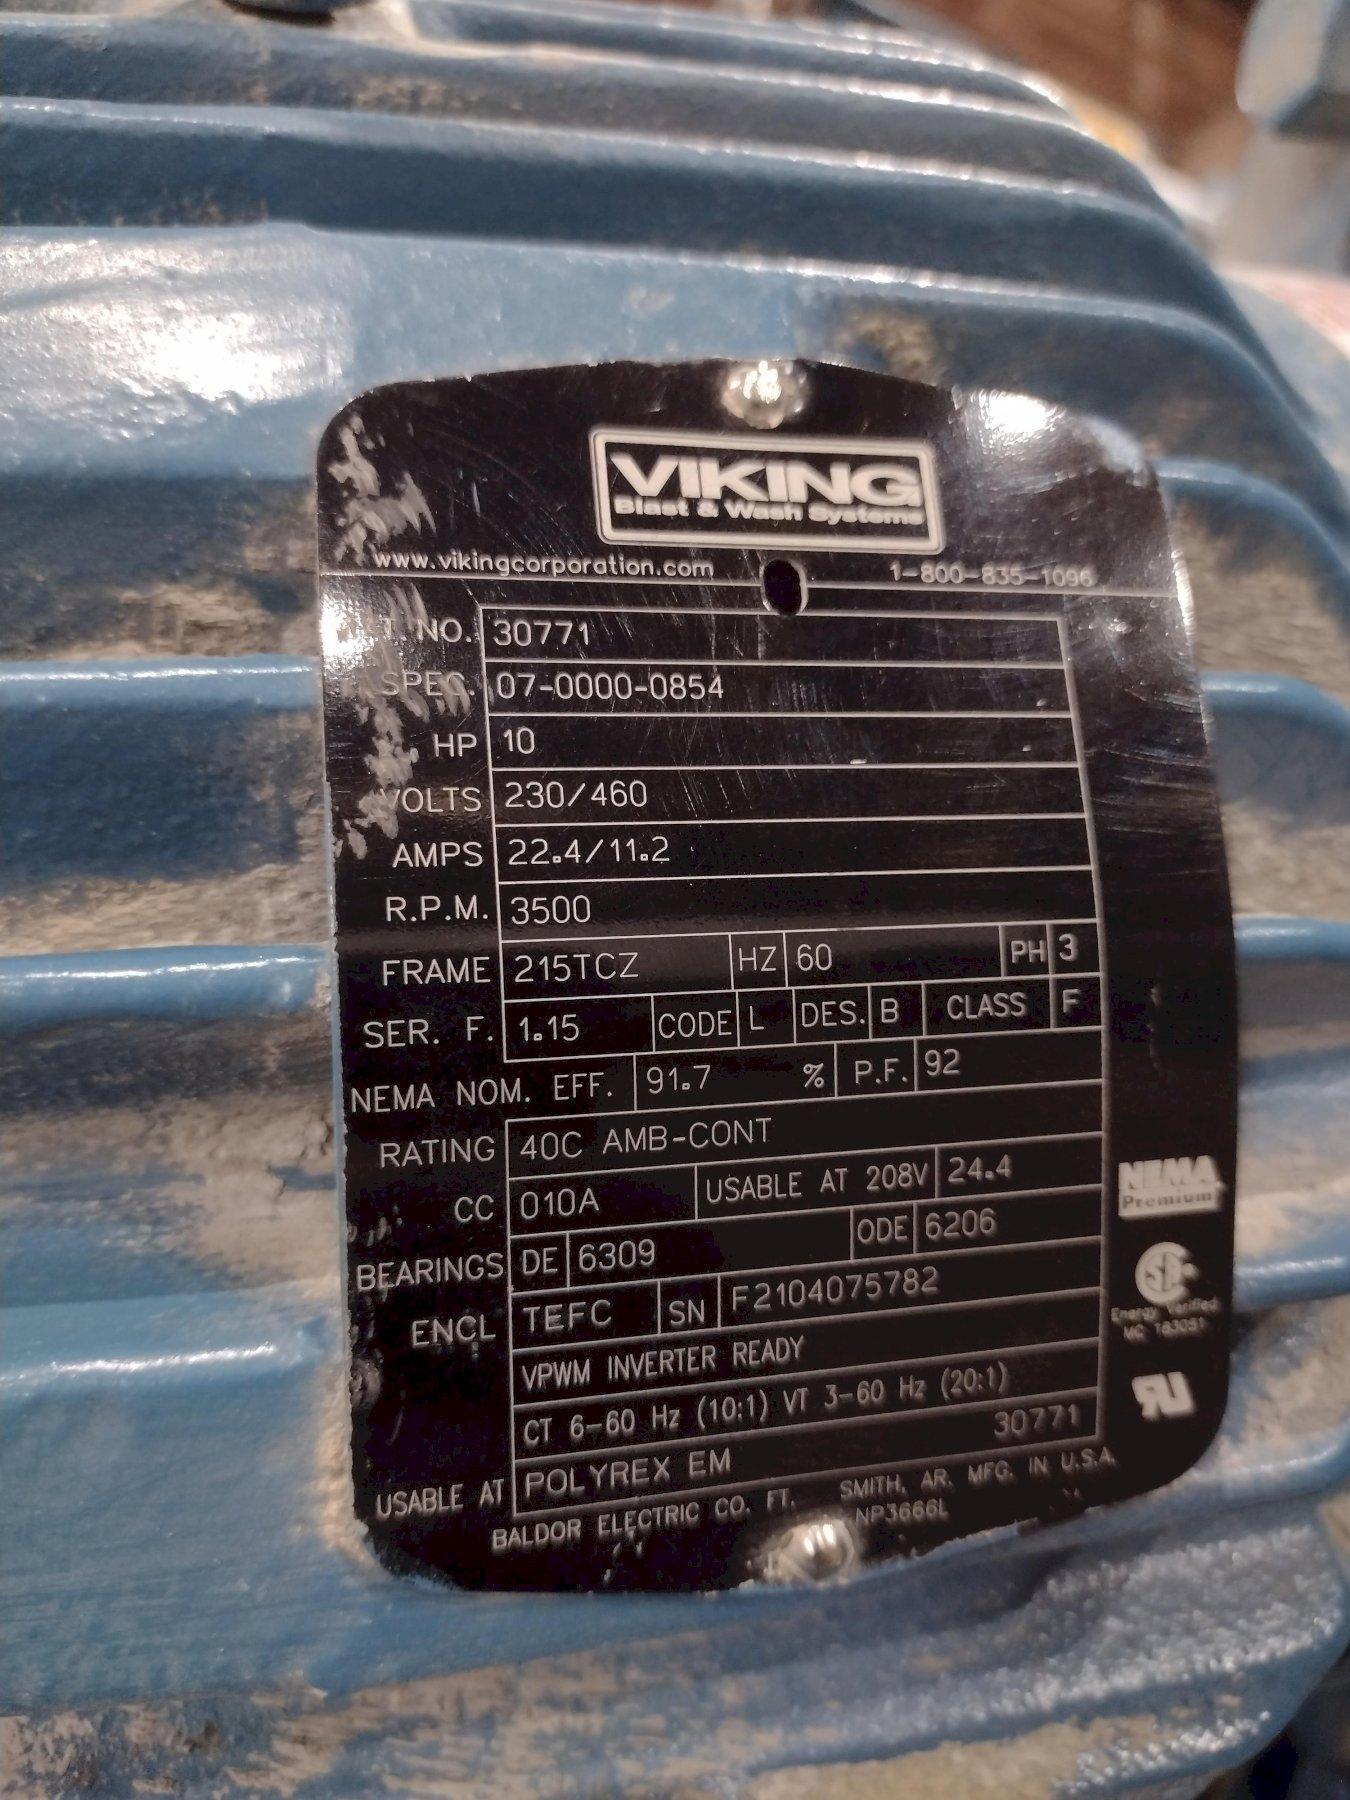 VIKING
Blast & Wash Systems
www.vikingcorporation.com 1-800-835-1096
NO. 30771
SPEC. 07-0000-0854
HP 10
VOLTS 230/460
AMPS 22.4/11.2
R.P.M. 3500
FRAME 215TCZ HZ 60 PH 3
SER. F. 1.15 CODE L DES. B CLASS F
NEMA NOM. EFF. 91.7 % P.F. 92
RATING 40C AMB-CONT
CC 010A USABLE AT 208V 24.4
BEARINGS DE 6309 ODE 6206
ENCL TEFC SN F2104075782
VPWM INVERTER READY
CT 6-60 Hz (10:1) VT 3-60 Hz (20:1)
30771
USABLE AT POLYREX EM
BALDOR ELECTRIC CO. FT. SMITH, AR. MFG. IN U.S.A.
NP3666L
NEMA
Premium
Energy Verified
MC 183051